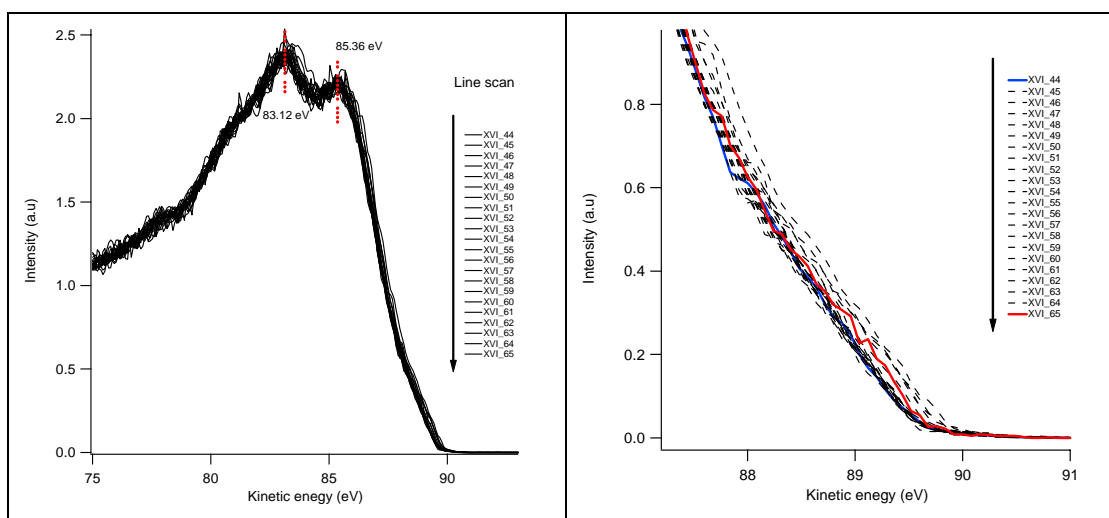 2.5
2.0
1.5
1.0
0.5
0.0
Intensity (a.u)
75
80
85
90
Kinetic enegy (eV)
85.36 eV
83.12 eV
Line scan
XVI_44
XVI_45
XVI_46
XVI_47
XVI_48
XVI_49
XVI_50
XVI_51
XVI_52
XVI_53
XVI_54
XVI_55
XVI_56
XVI_57
XVI_58
XVI_59
XVI_60
XVI_61
XVI_62
XVI_63
XVI_64
XVI_65
0.8
0.6
0.4
0.2
0.0
Intensity (a.u)
88
89
90
91
Kinetic enegy (eV)
XVI_44
XVI_45
XVI_46
XVI_47
XVI_48
XVI_49
XVI_50
XVI_51
XVI_52
XVI_53
XVI_54
XVI_55
XVI_56
XVI_57
XVI_58
XVI_59
XVI_60
XVI_61
XVI_62
XVI_63
XVI_64
XVI_65